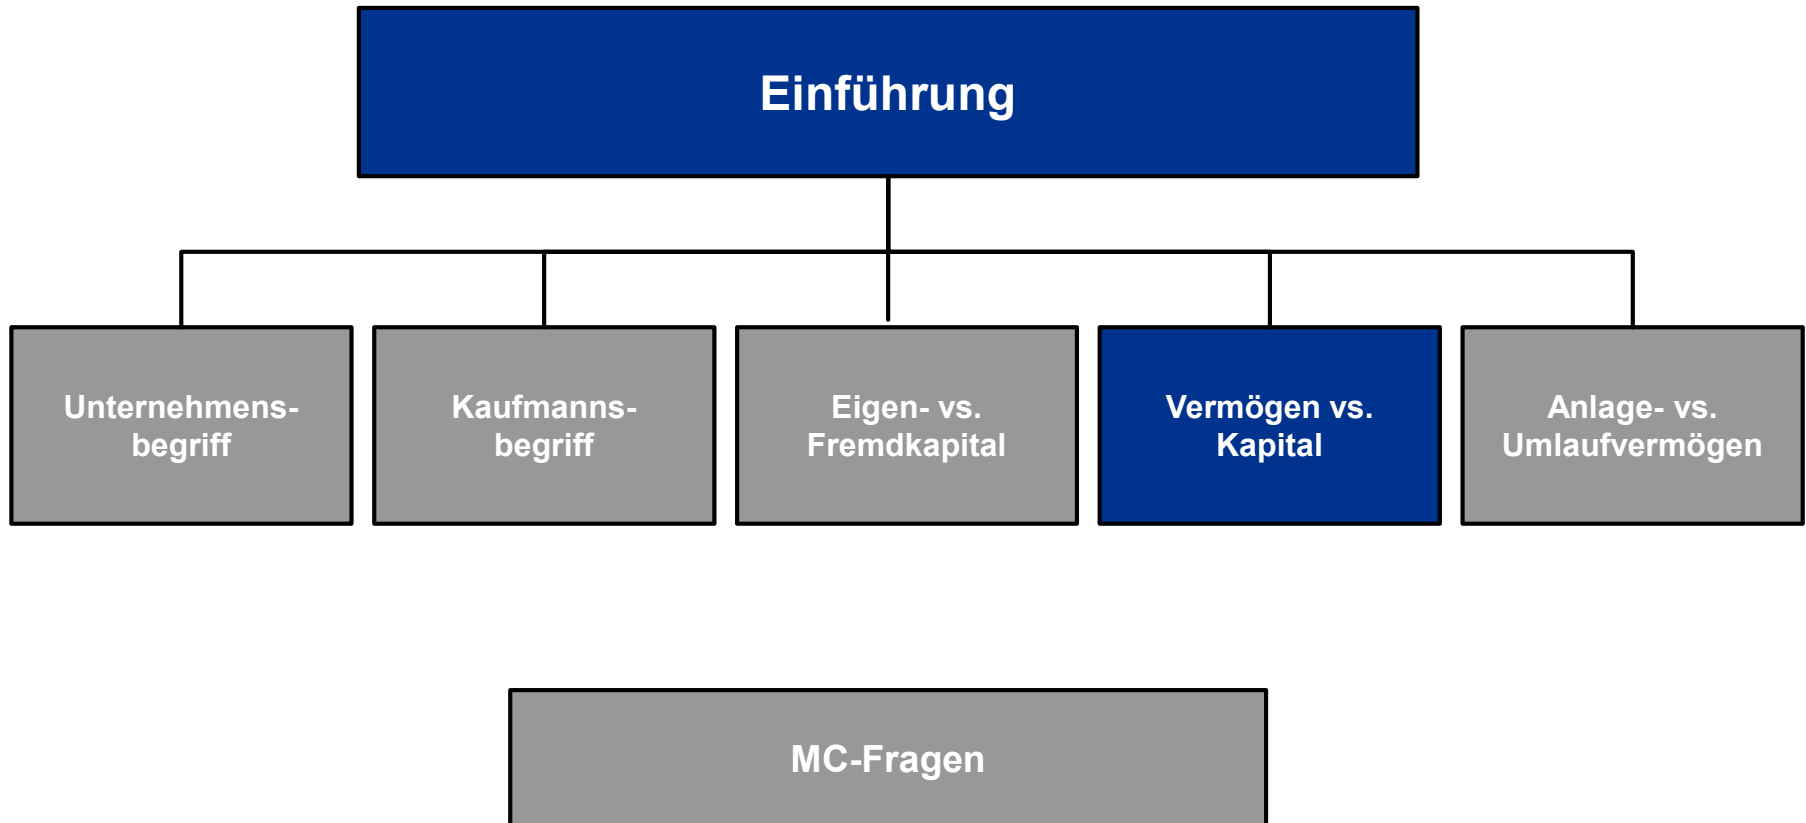 Einführung
Unternehmens-
begriff
Kaufmanns-
begriff
Eigen- vs.
Fremdkapital
Vermögen vs.
Kapital
Anlage- vs.
Umlaufvermögen
MC-Fragen